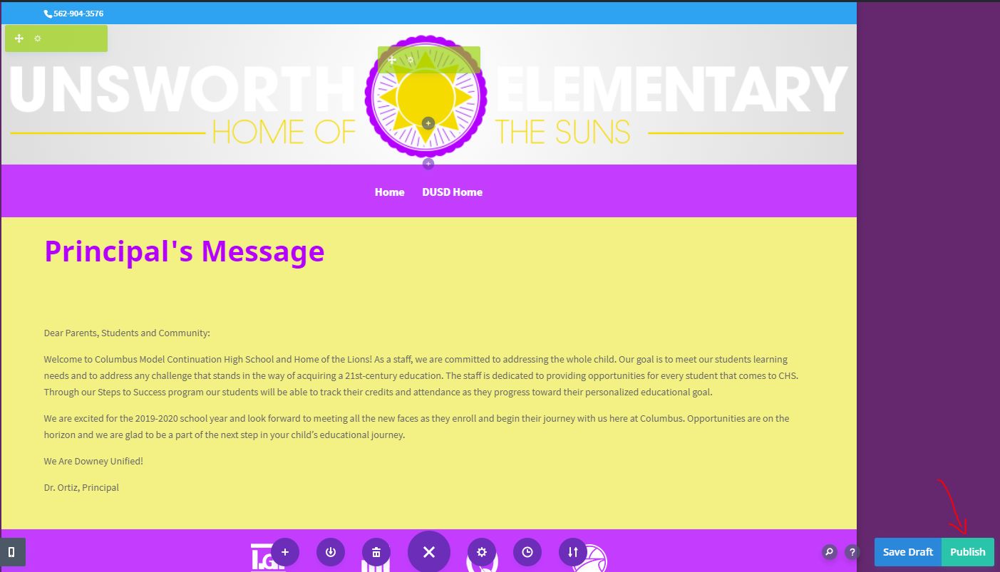 562-904-3576
UNSWORTH ELEMENTARY
HOME OF THE SUNS
Home DUSD Home
Principal's Message
Dear Parents, Students and Community:
Welcome to Columbus Model Continuation High School and Home of the Lions! As a staff, we are committed to addressing the whole child. Our goal is to meet our students learning
needs and to address any challenge that stands in the way of acquiring a 21st-century education. The staff is dedicated to providing opportunities for every student that comes to CHS.
Through our Steps to Success program our students will be able to track their credits and attendance as they progress toward their personalized educational goal.
We are excited for the 2019-2020 school year and look forward to meeting all the new faces as they enroll and begin their journey with us here at Columbus. Opportunities are on the
horizon and we are glad to be a part of the next step in your child’s educational journey.
We Are Downey Unified!
Dr. Ortiz, Principal
? Save Draft Publish